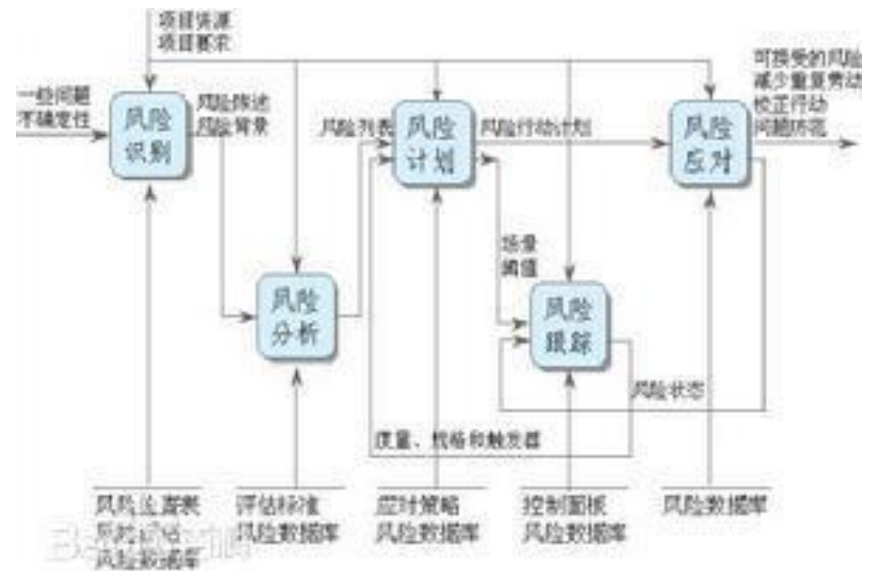 项目资源
项目要求
一些问题
不确定性
风险
识别
风险陈述
风险背景
风险列表
风险
计划
风险行动计划
风险
应对
可接受的风险
减少重复劳动
校正行动
问题防范
场景
阈值
风险
分析
风险
跟踪
风险状态
质量、规格和触发器
风险检查表
风险数据库
评估标准
风险数据库
应对策略
风险数据库
控制面板
风险数据库
风险数据库